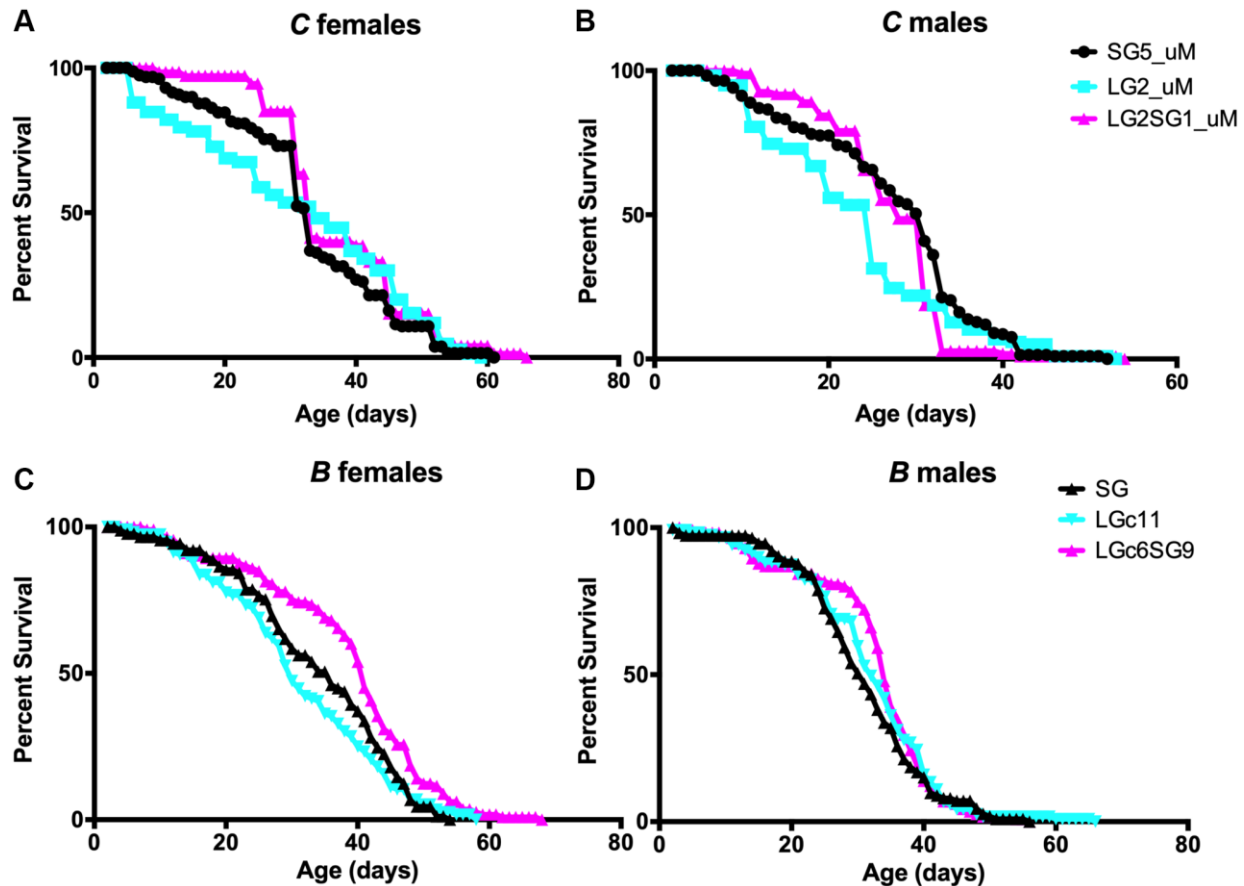 A
C females
Percent Survival
100
50
0
0
20
40
60
80
Age (days)
B
C males
SG5_uM
LG2_uM
LG2SG1_uM
Percent Survival
100
50
0
0
20
40
60
Age (days)
C
B females
Percent Survival
100
50
0
0
20
40
60
80
Age (days)
D
B males
SG
LGc11
LGc6SG9
Percent Survival
100
50
0
0
20
40
60
80
Age (days)